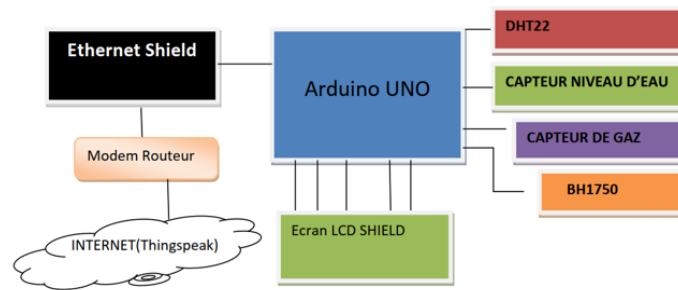 Ethernet Shield
Arduino UNO
DHT22
CAPTEUR NIVEAU D'EAU
CAPTEUR DE GAZ
BH1750
Modem Routeur
INTERNET(Thingspeak)
Ecran LCD SHIELD